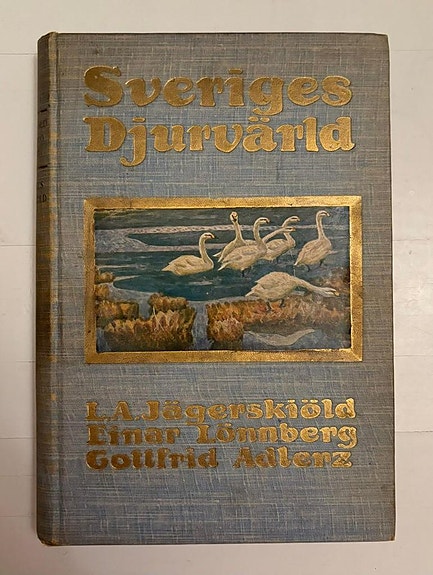 Sveriges
Djurvärld
L.A. Jägerskiöld
Einar Lönnberg
Gottfrid Adlerz